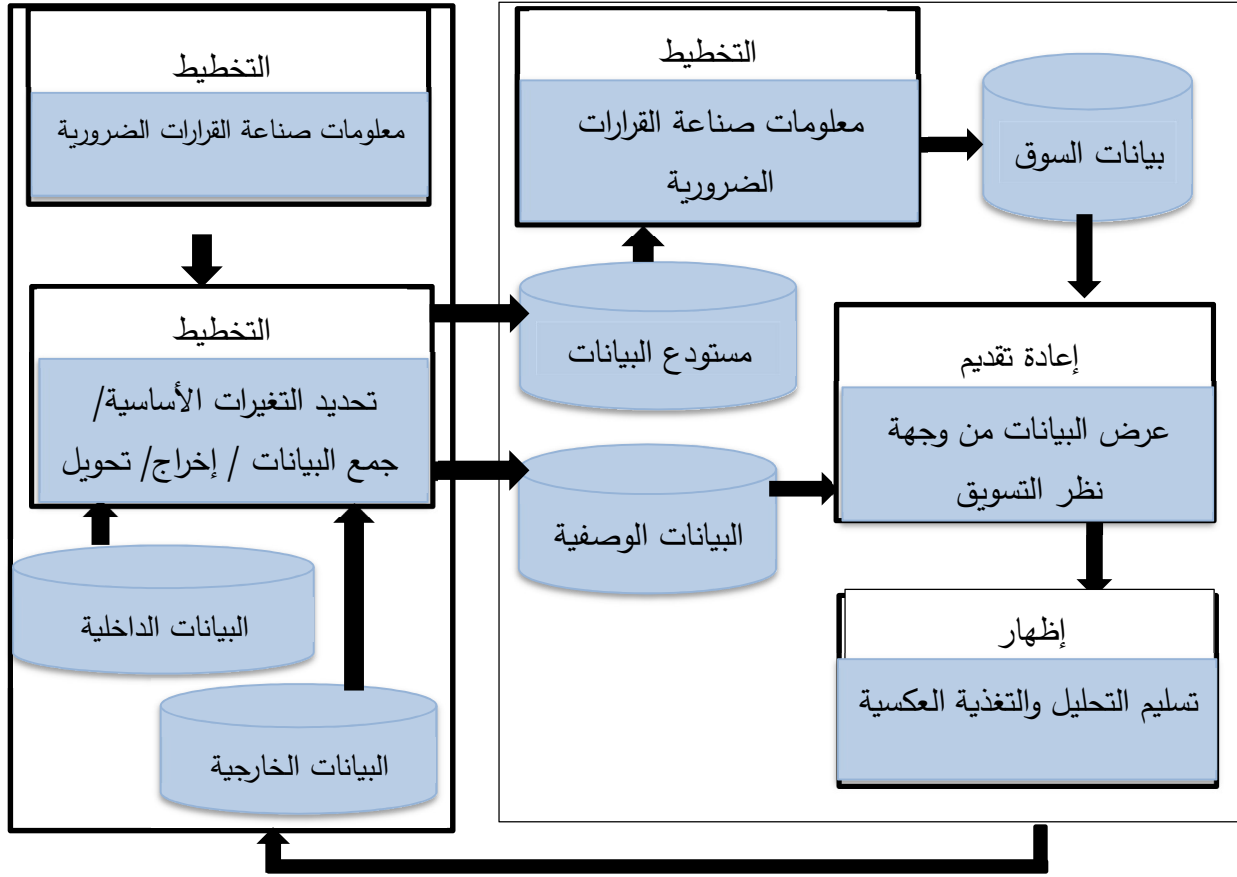 التخطيط
معلومات صناعة القرارات الضرورية
التخطيط
تحديد التغيرات الأساسية/
جمع البيانات / إخراج/ تحويل
البيانات الداخلية
البيانات الخارجية
التخطيط
معلومات صناعة القرارات
الضرورية
بيانات السوق
مستودع البيانات
البيانات الوصفية
إعادة تقديم
عرض البيانات من وجهة
نظر التسويق
إظهار
تسليم التحليل والتغذية العكسية